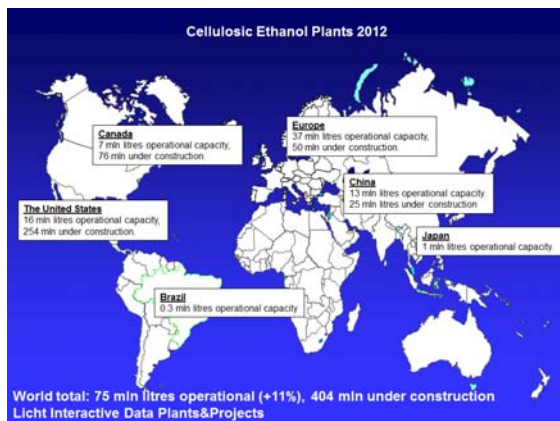 Cellulosic Ethanol Plants 2012
Canada
7 mln litres operational capacity,
76 mln under construction.
Europe
37 mln litres operational capacity,
50 mln under construction.
China
13 mln litres operational capacity.
25 mln litres under construction
The United States
16 mln litres operational capacity,
254 mln under construction.
Japan
1 mln litres operational capacity.
Brazil
0.3 mln litres operational capacity
World total: 75 mln litres operational (+11%), 404 mln under construction
Licht Interactive Data Plants&Projects